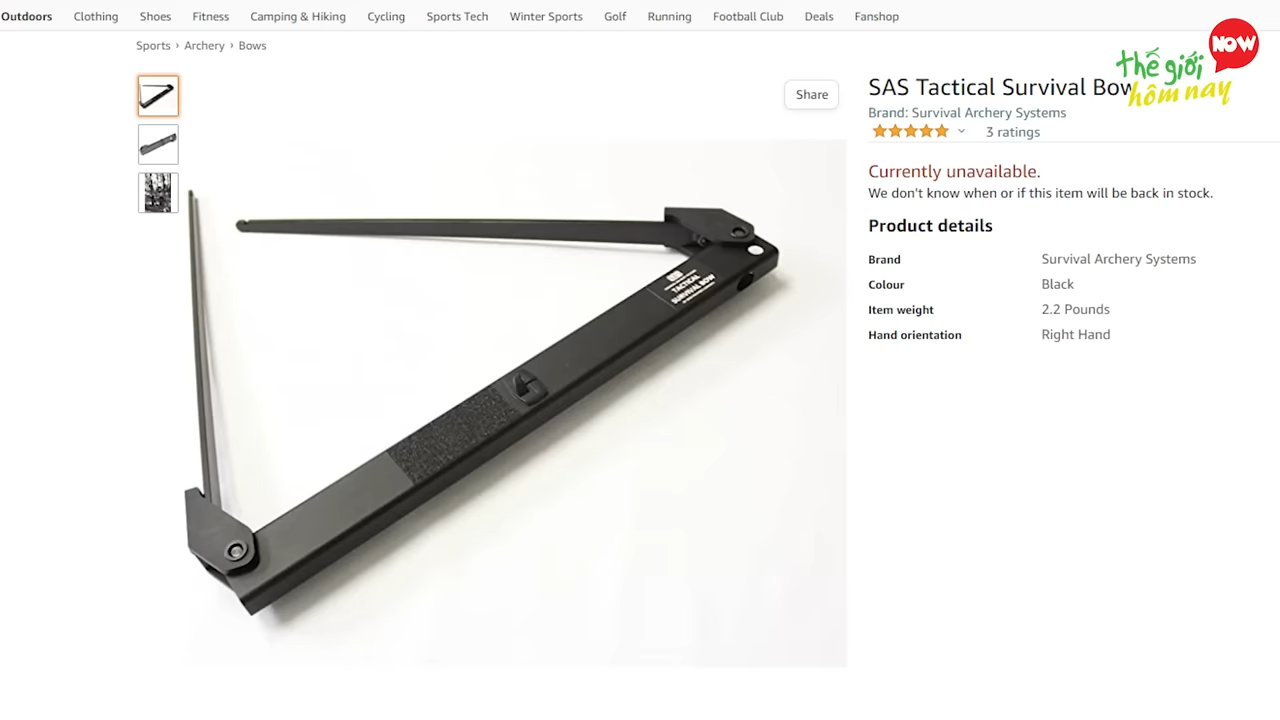 Outdoors Clothing Shoes Fitness Camping & Hiking Cycling Sports Tech Winter Sports Golf Running Football Club Deals Fanshop
Sports › Archery › Bows
NOW
thế giới
hôm nay
Share
SAS Tactical Survival Bow
Brand: Survival Archery Systems
3 ratings
Currently unavailable.
We don't know when or if this item will be back in stock.
Product details
Brand Survival Archery Systems
Colour Black
Item weight 2.2 Pounds
Hand orientation Right Hand
TACTICAL
SURVIVAL BOW